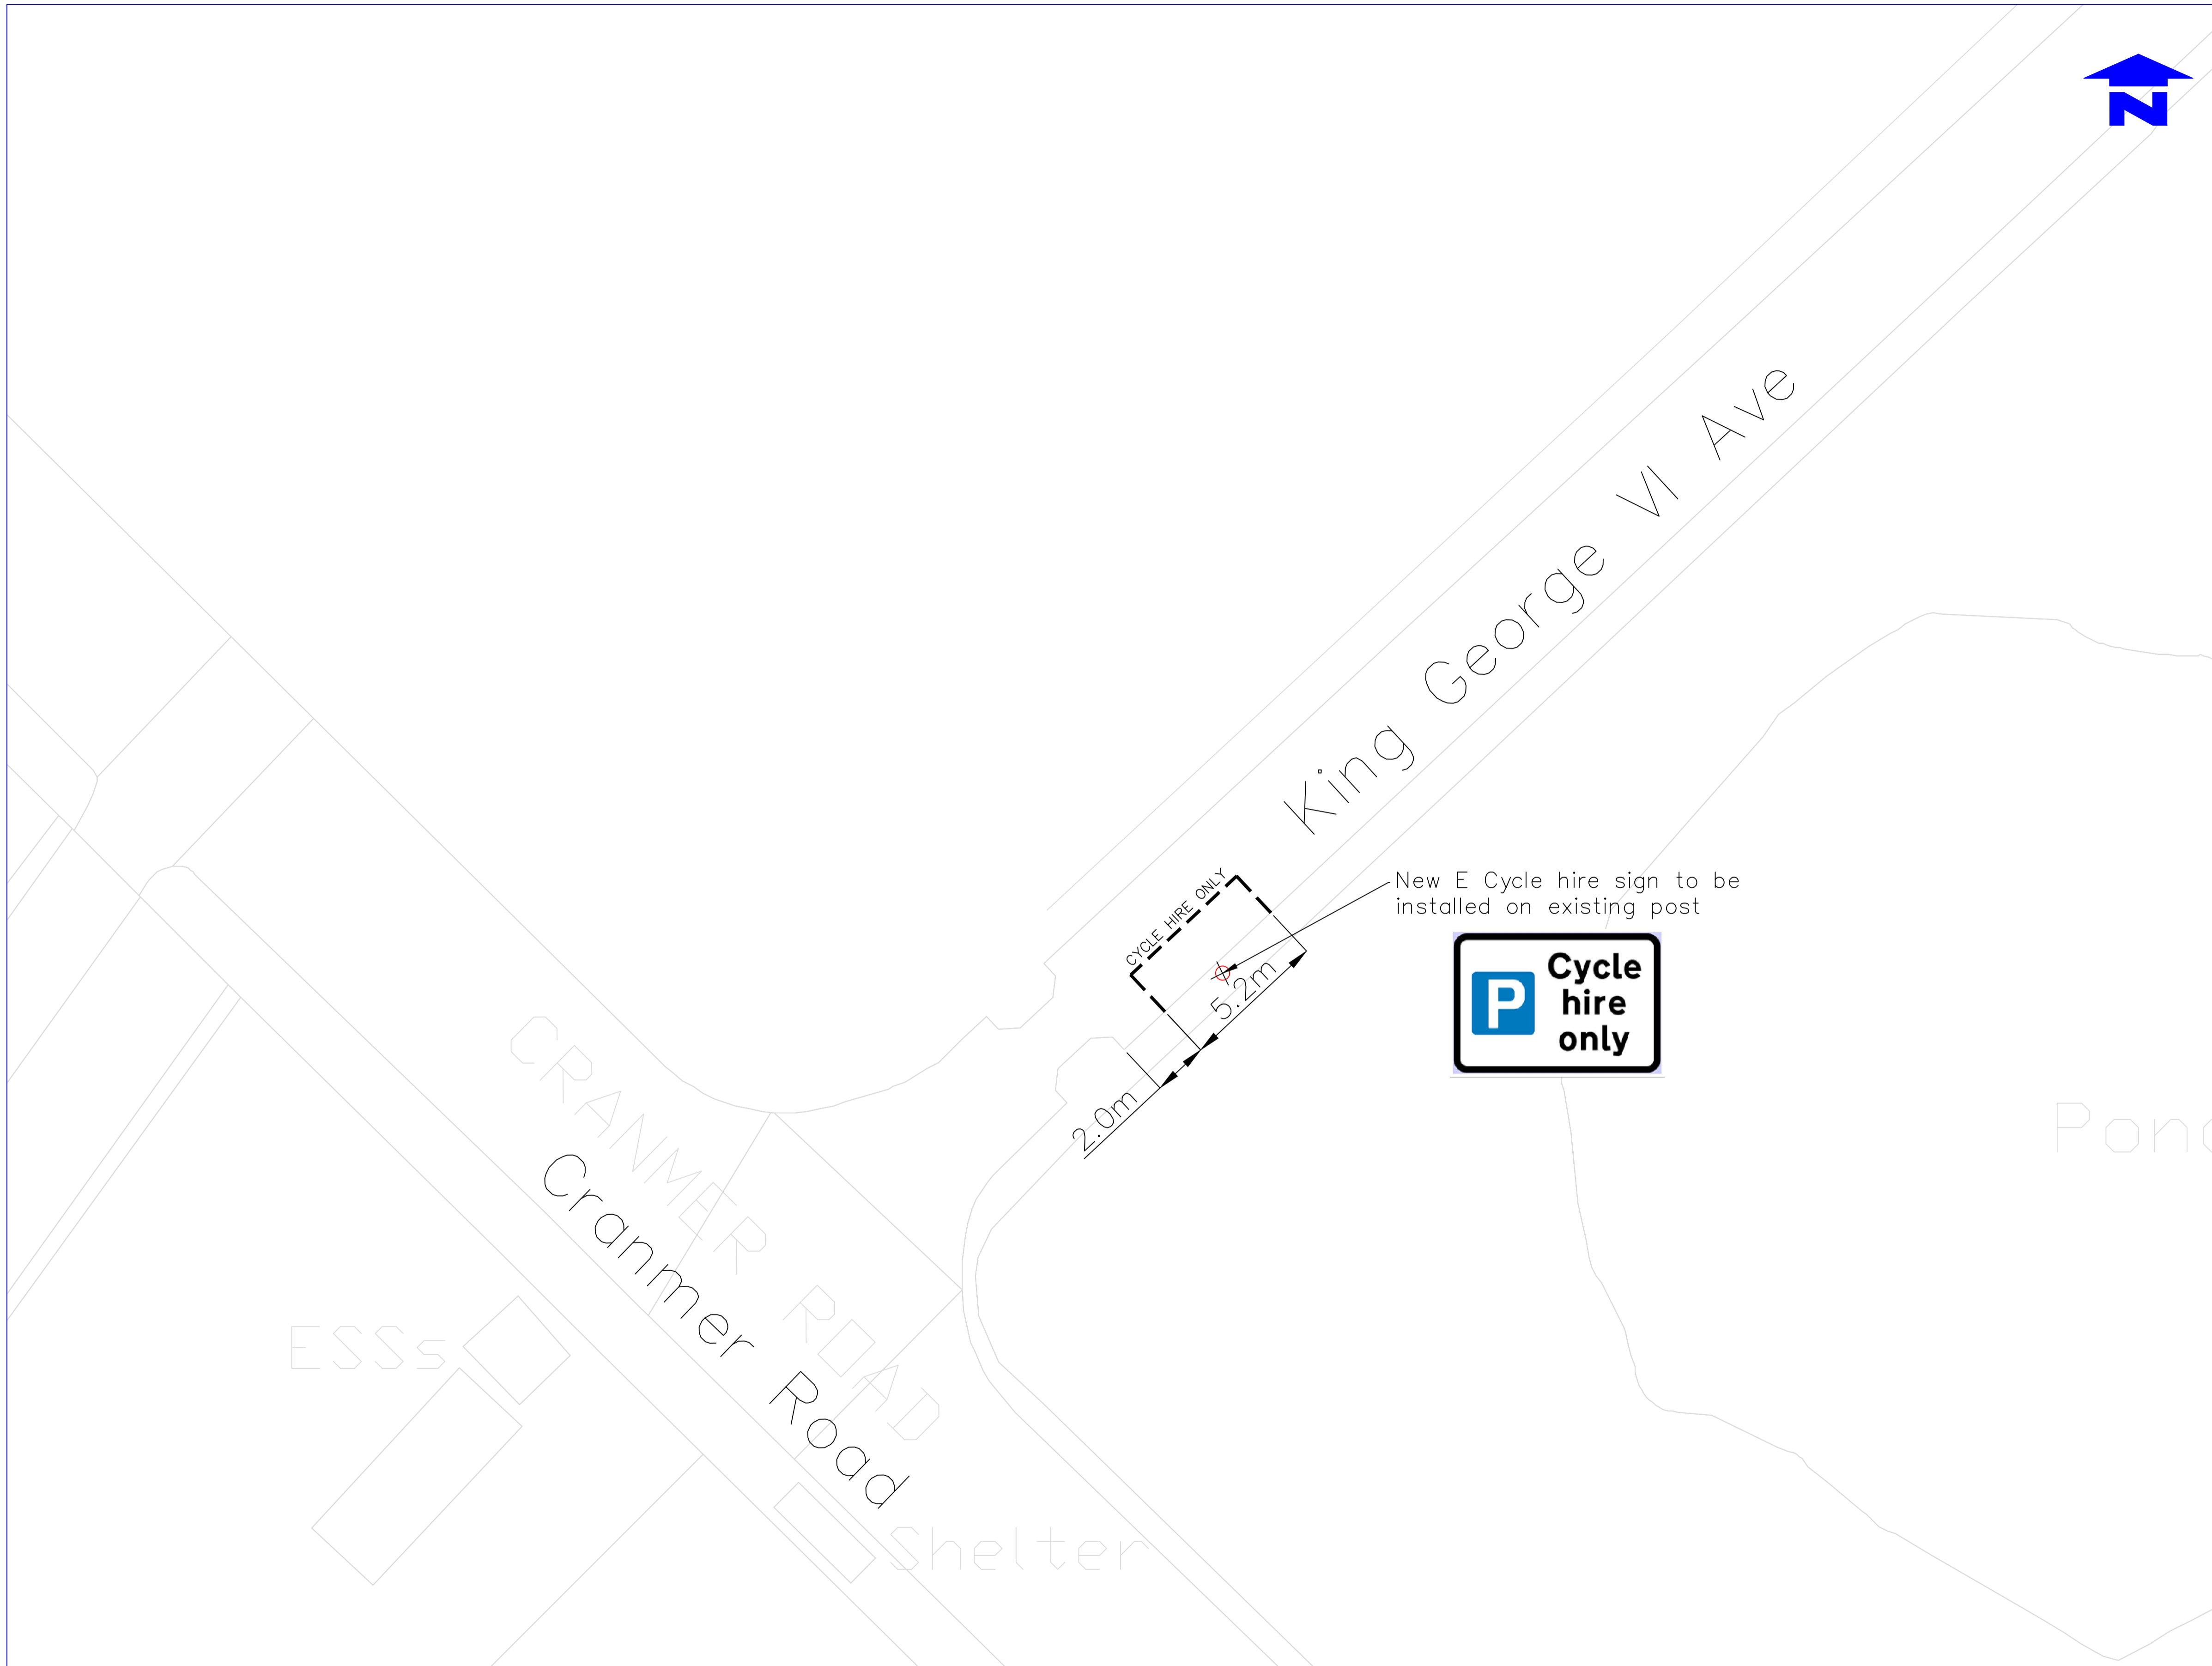 N
King George VI Ave
CYCLE HIRE ONLY
New E Cycle hire sign to be
installed on existing post
5.2m
P
Cycle
hire
only
2.0m
CRANMER ROAD
Cranmer Road
ESSs
Shelter